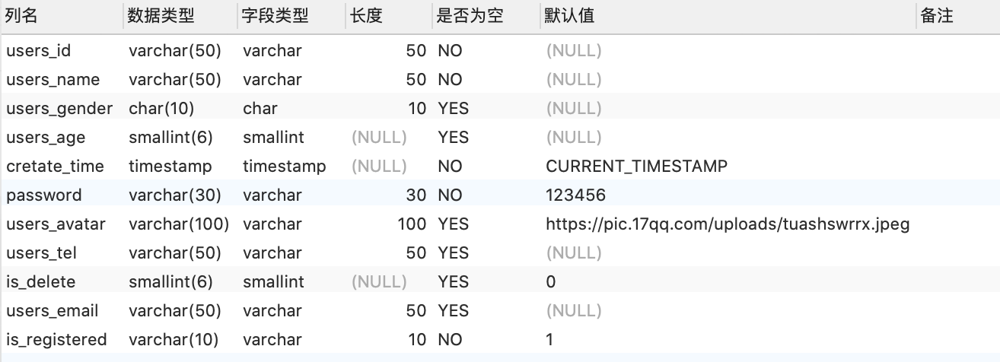 列名 数据类型 字段类型 长度 是否为空 默认值 备注
users_id varchar(50) varchar 50 NO (NULL)
users_name varchar(50) varchar 50 NO (NULL)
users_gender char(10) char 10 YES (NULL)
users_age smallint(6) smallint (NULL) YES (NULL)
cretate_time timestamp timestamp (NULL) NO CURRENT_TIMESTAMP
password varchar(30) varchar 30 NO 123456
users_avatar varchar(100) varchar 100 YES https://pic.17qq.com/uploads/tuashswrrx.jpeg
users_tel varchar(50) varchar 50 YES (NULL)
is_delete smallint(6) smallint (NULL) YES 0
users_email varchar(50) varchar 50 YES (NULL)
is_registered varchar(10) varchar 10 NO 1